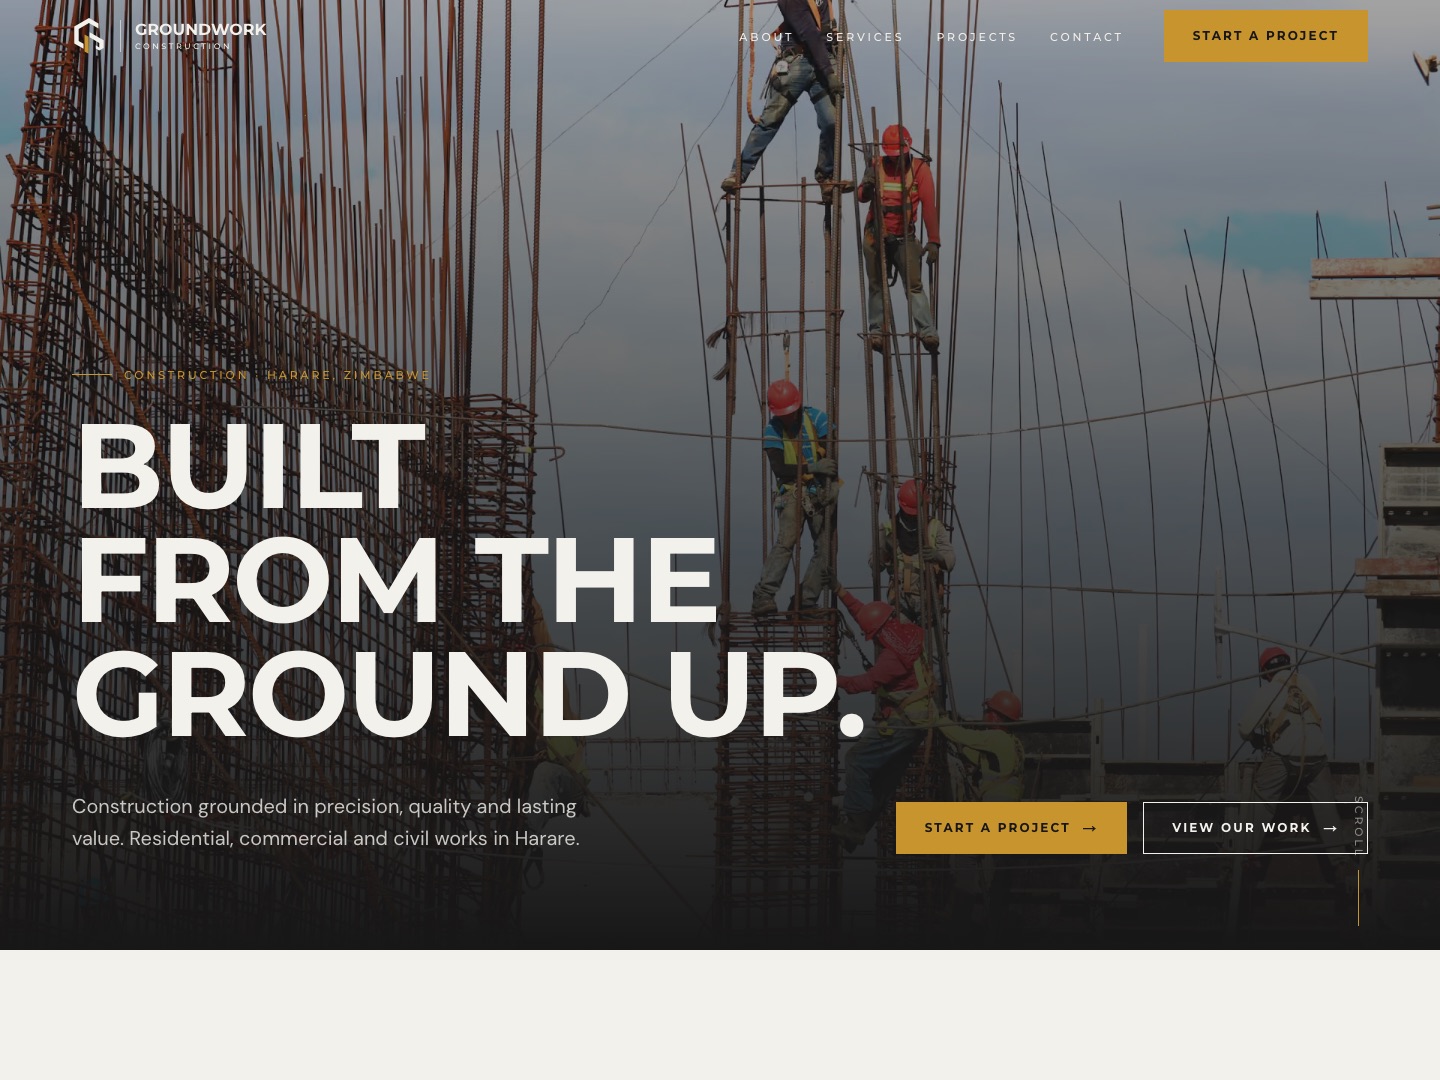 GROUNDWORK
CONSTRUCTION
ABOUT
SERVICES
PROJECTS
CONTACT
START A PROJECT
CONSTRUCTION · HARARE, ZIMBABWE
BUILT
FROM THE
GROUND UP.
Construction grounded in precision, quality and lasting
value. Residential, commercial and civil works in Harare.
START A PROJECT →
VIEW OUR WORK →
SCROLL